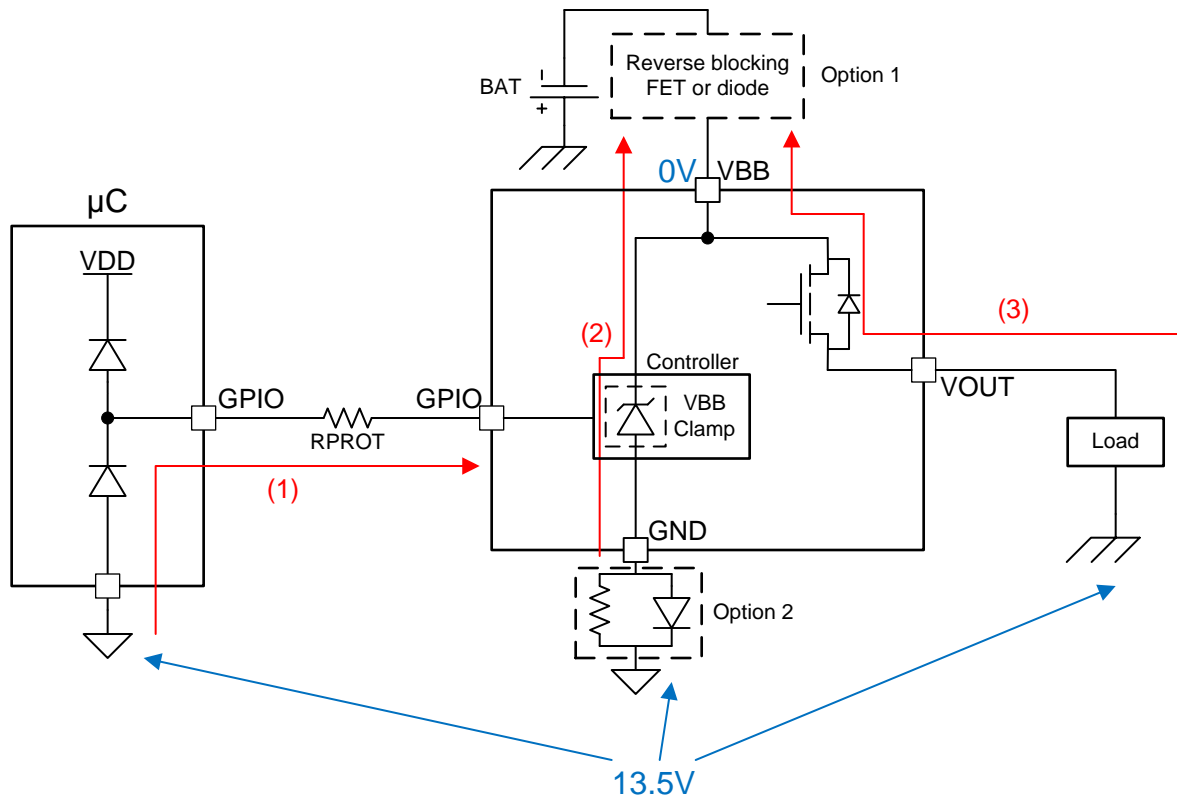 Reverse blocking
FET or diode
Option 1
BAT
-
+
0V
VBB
µC
VDD
(2)
(3)
Controller
VOUT
GPIO
GPIO
RPROT
VBB
Clamp
Load
(1)
GND
Option 2
13.5V